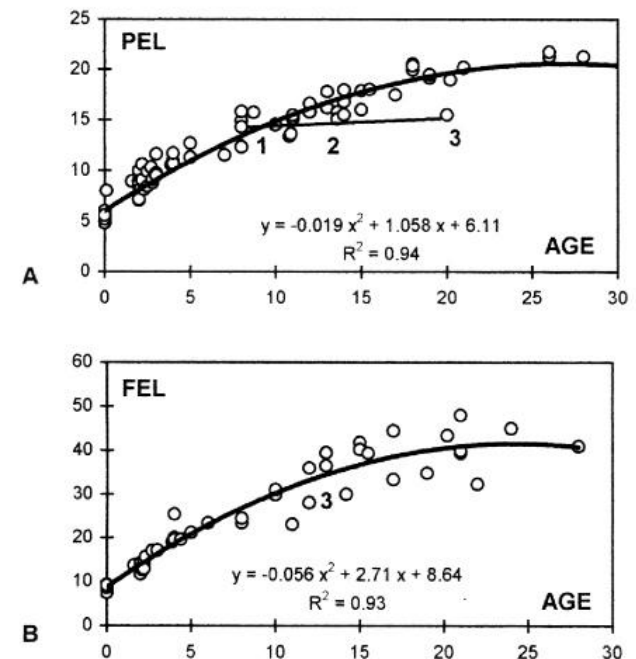 PEL
25
20
15
10
5
0
1 2 3
y = -0.019 x² + 1.058 x + 6.11
R² = 0.94
AGE
A
0 5 10 15 20 25 30
FEL
60
50
40
30
20
10
0
3
y = -0.056 x² + 2.71 x + 8.64
R² = 0.93
AGE
B
0 5 10 15 20 25 30